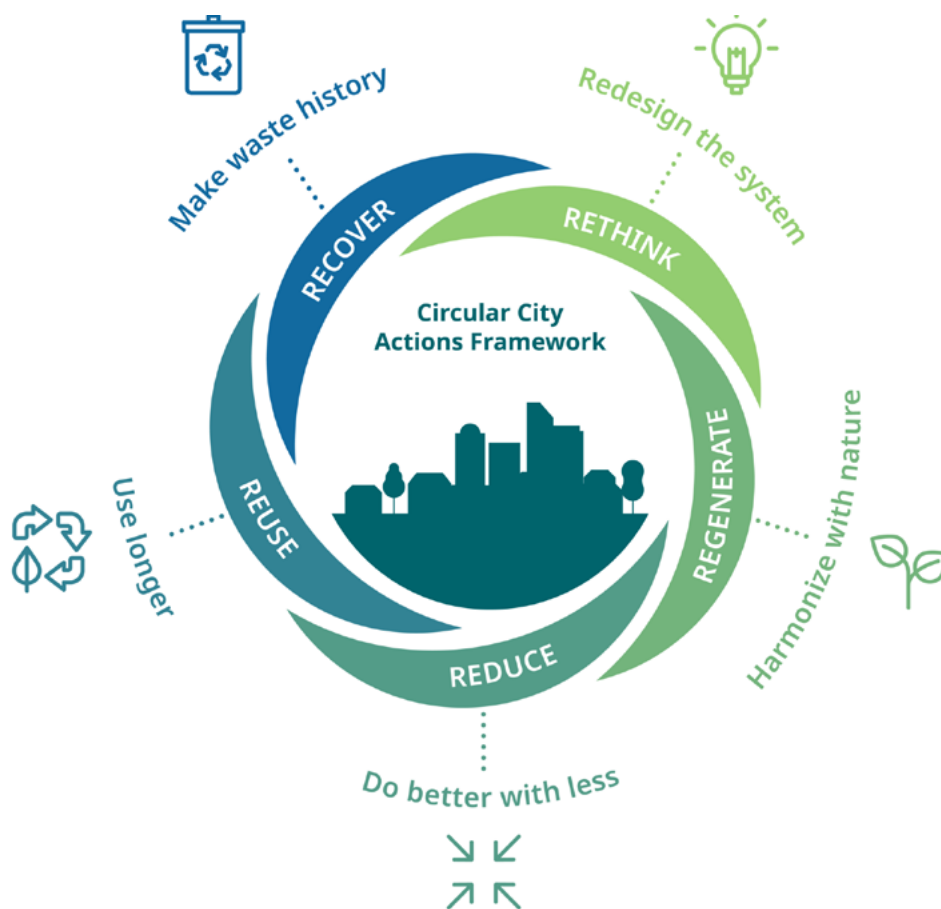 Make waste history
Redesign the system
RECOVER
RETHINK
Circular City
Actions Framework
REGENERATE
Harmonize with nature
REUSE
Use longer
REDUCE
Do better with less